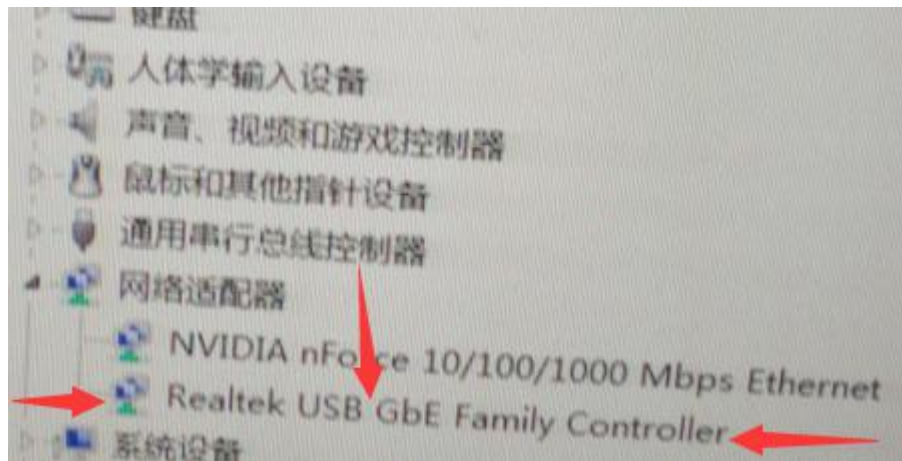 键盘
人体学输入设备
声音、视频和游戏控制器
鼠标和其他指针设备
通用串行总线控制器
网络适配器
NVIDIA nForce 10/100/1000 Mbps Ethernet
Realtek USB GbE Family Controller
系统设备